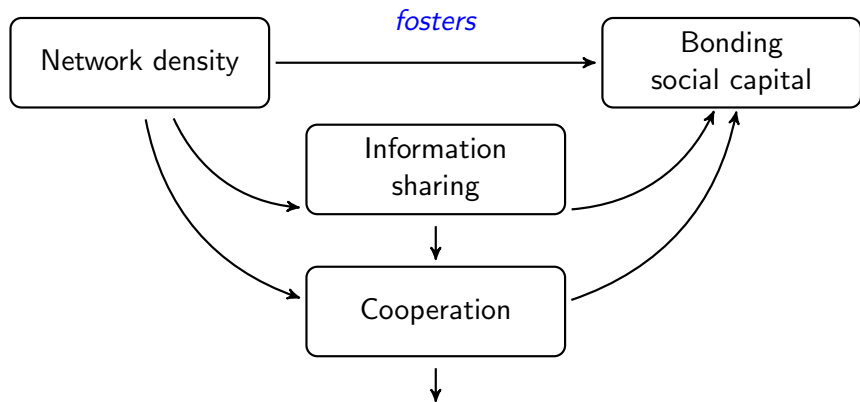 fosters
Network density
Bonding
social capital
Information
sharing
Cooperation